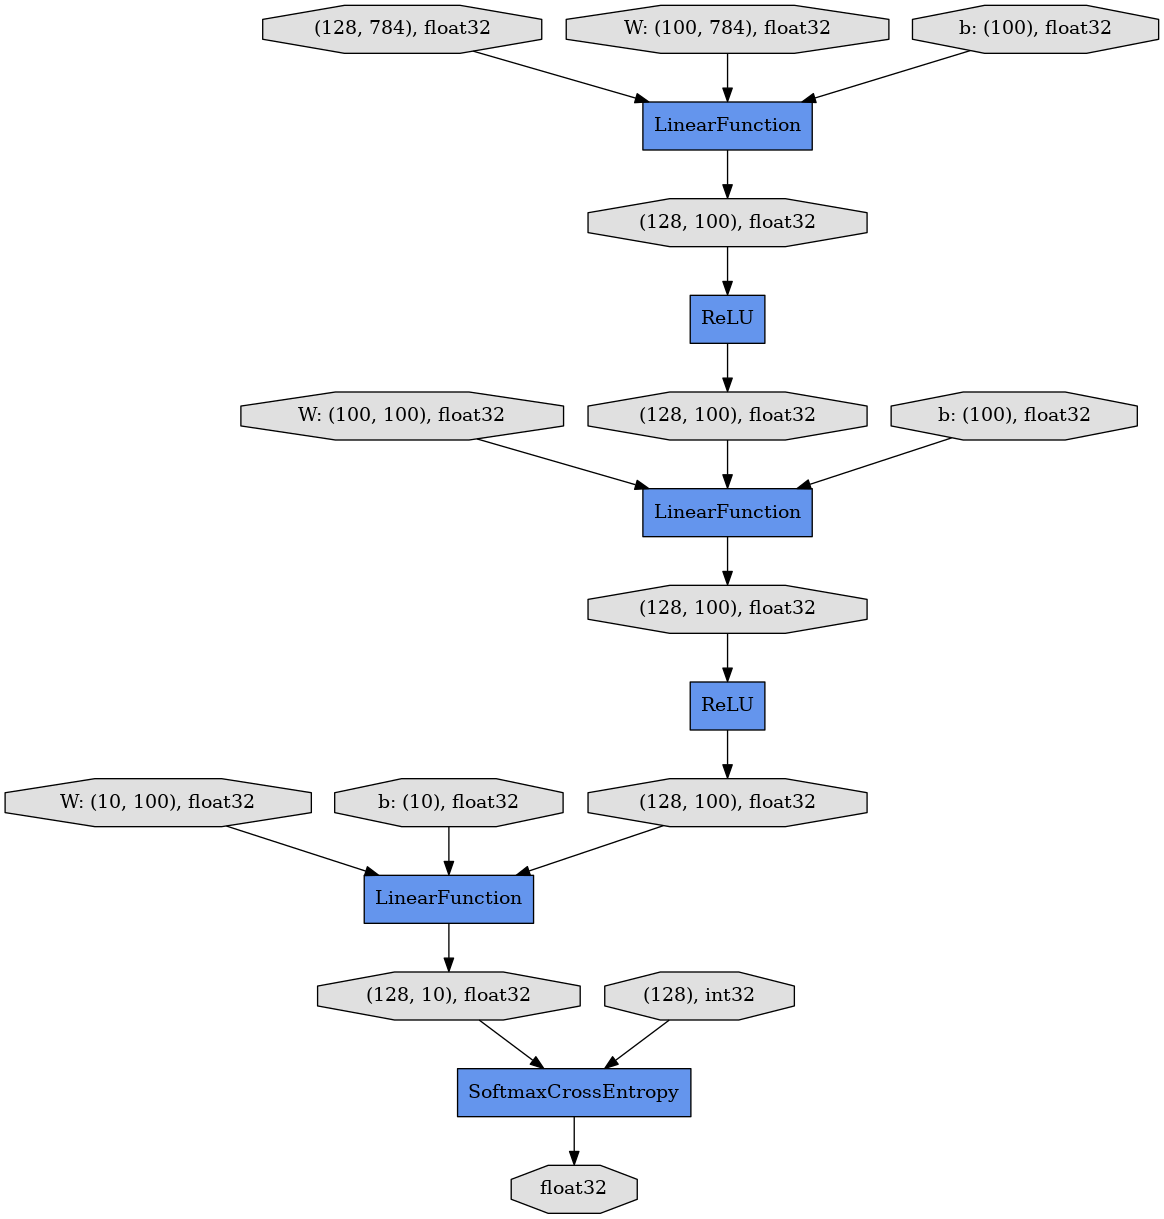 (128, 784), float32
W: (100, 784), float32
b: (100), float32
LinearFunction
(128, 100), float32
ReLU
W: (100, 100), float32
(128, 100), float32
b: (100), float32
LinearFunction
(128, 100), float32
ReLU
W: (10, 100), float32
b: (10), float32
(128, 100), float32
LinearFunction
(128, 10), float32
(128), int32
SoftmaxCrossEntropy
float32